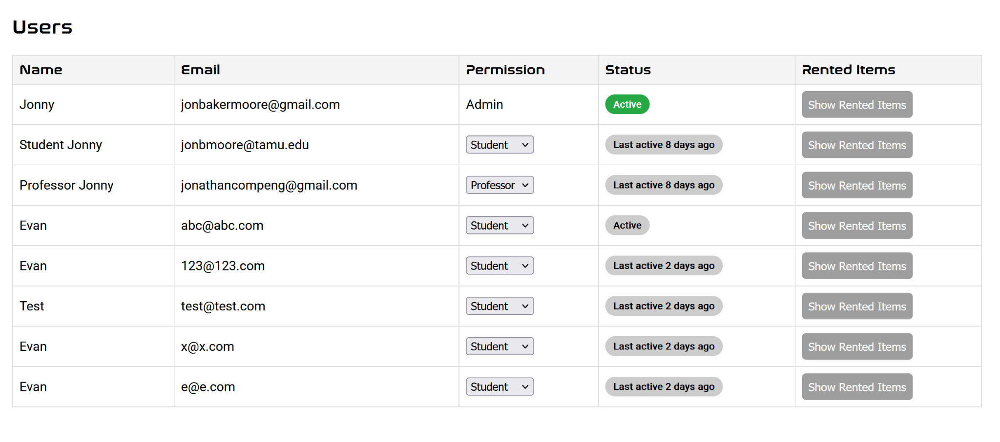 Users
Name Email Permission Status Rented Items
Jonny jonbakermoore@gmail.com Admin Active Show Rented Items
Student Jonny jonbmoore@tamu.edu Student Last active 8 days ago Show Rented Items
Professor Jonny jonathancompeng@gmail.com Professor Last active 8 days ago Show Rented Items
Evan abc@abc.com Student Active Show Rented Items
Evan 123@123.com Student Last active 2 days ago Show Rented Items
Test test@test.com Student Last active 2 days ago Show Rented Items
Evan x@x.com Student Last active 2 days ago Show Rented Items
Evan e@e.com Student Last active 2 days ago Show Rented Items